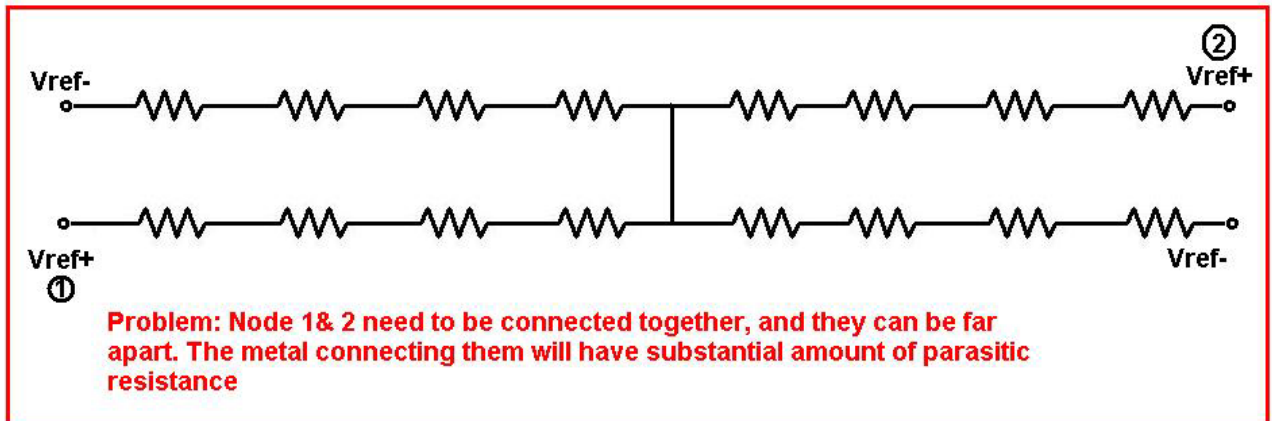 ②
Vref-
Vref+
Vref+
Vref-
①
Problem: Node 1& 2 need to be connected together, and they can be far
apart. The metal connecting them will have substantial amount of parasitic
resistance